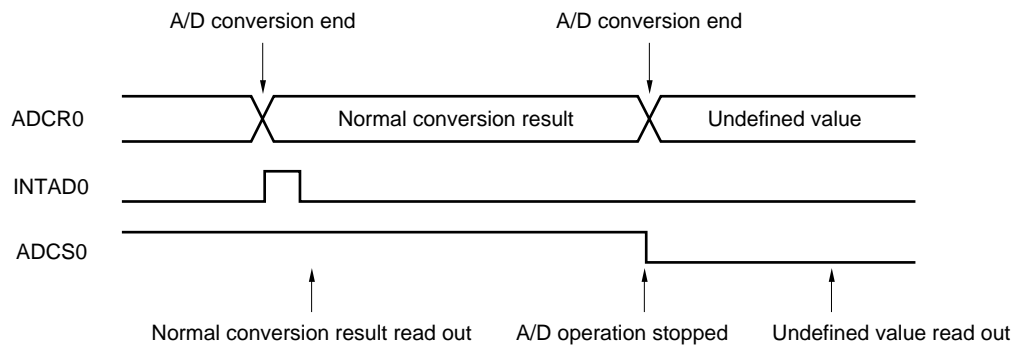 A/D conversion end
A/D conversion end
ADCR0
Normal conversion result
Undefined value
INTAD0
ADCS0
Normal conversion result read out
A/D operation stopped
Undefined value read out